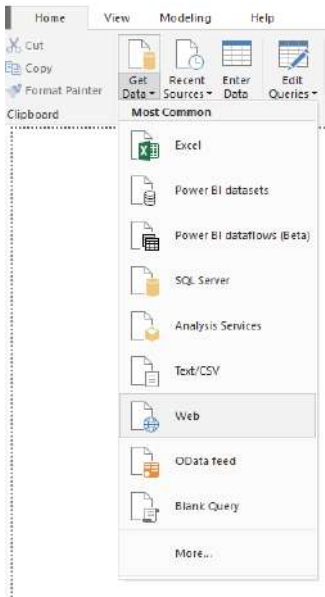 Home View Modeling Help
Cut
Copy
Format Painter
Clipboard
Get Data
Recent Sources
Enter Data
Edit Queries
Most Common
Excel
Power BI datasets
Power BI dataflows (Beta)
SQL Server
Analysis Services
Text/CSV
Web
OData feed
Blank Query
More...